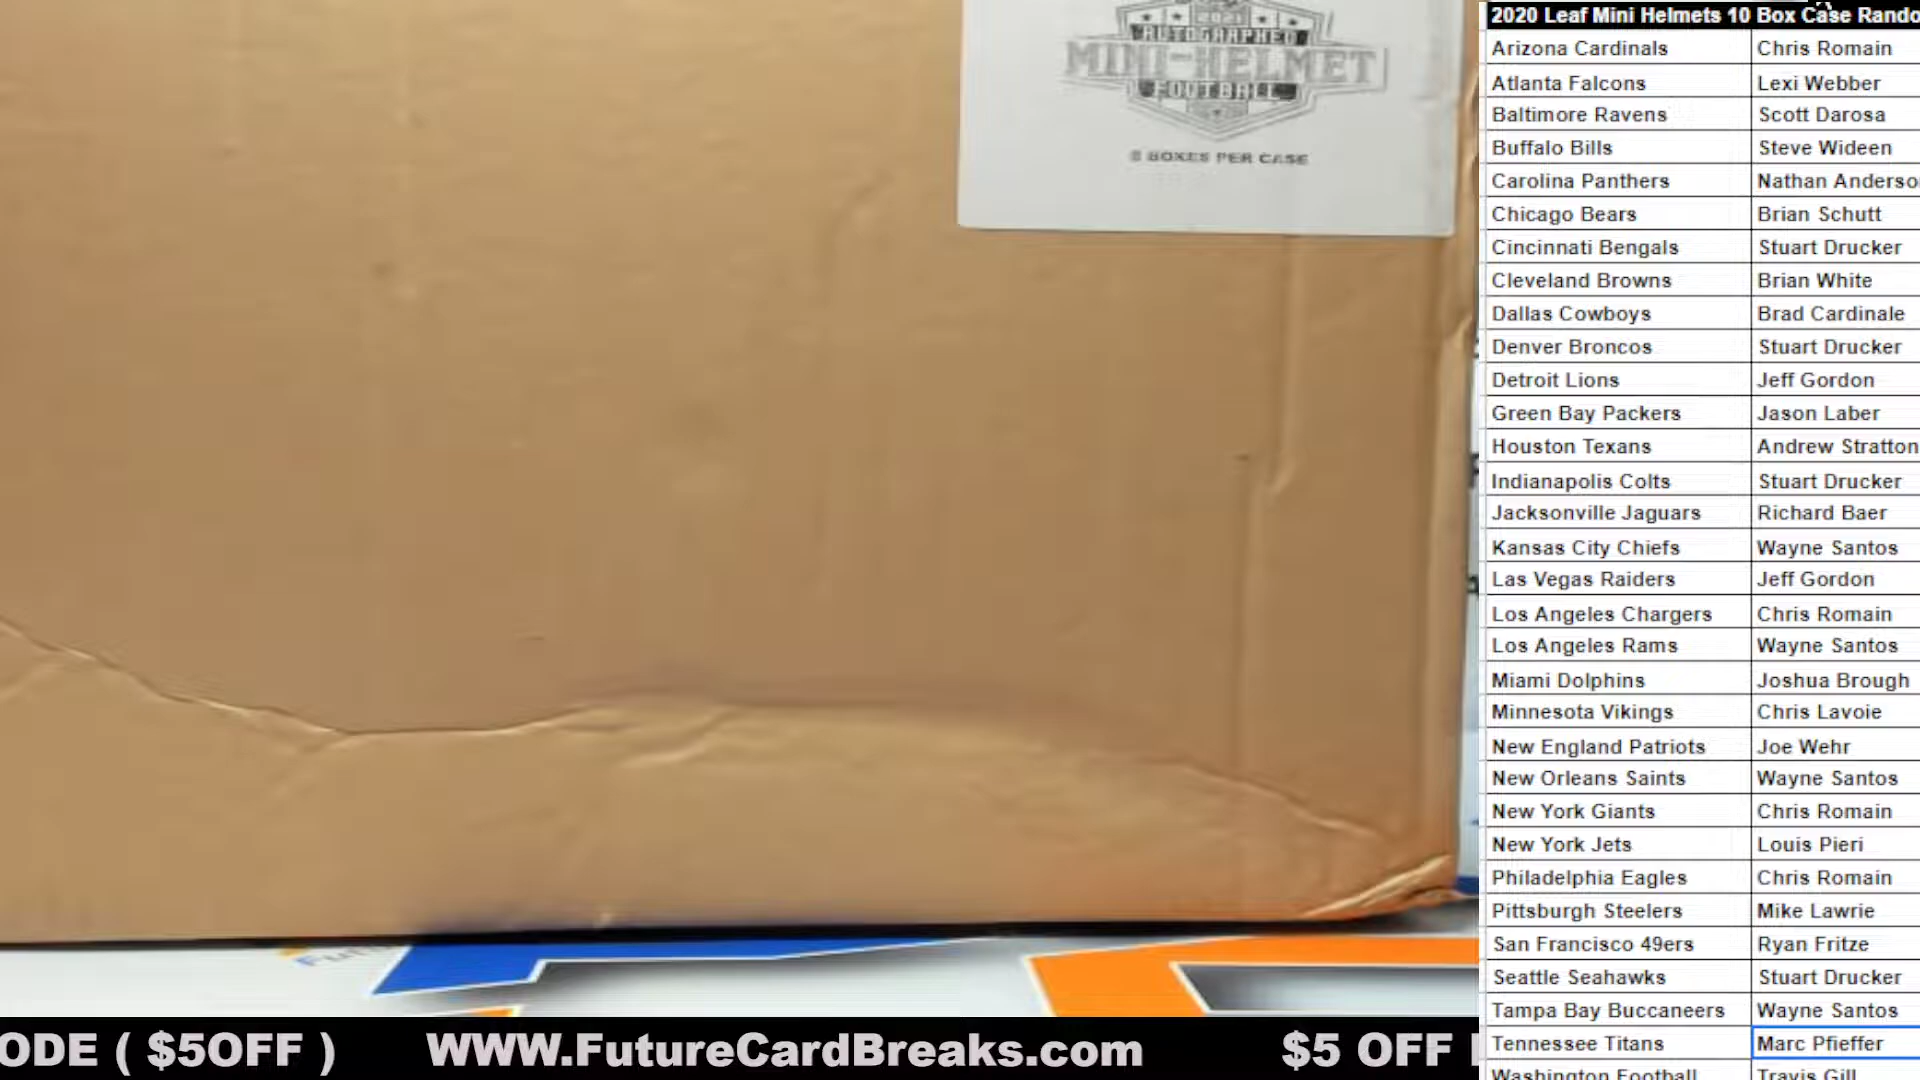 2021
AUTOGRAPHED
MINI-HELMET
FOOTBALL
BOXES PER CASE
2020 Leaf Mini Helmets 10 Box Case Rando
Arizona Cardinals Chris Romain
Atlanta Falcons Lexi Webber
Baltimore Ravens Scott Darosa
Buffalo Bills Steve Wideen
Carolina Panthers Nathan Anderso
Chicago Bears Brian Schutt
Cincinnati Bengals Stuart Drucker
Cleveland Browns Brian White
Dallas Cowboys Brad Cardinale
Denver Broncos Stuart Drucker
Detroit Lions Jeff Gordon
Green Bay Packers Jason Laber
Houston Texans Andrew Stratton
Indianapolis Colts Stuart Drucker
Jacksonville Jaguars Richard Baer
Kansas City Chiefs Wayne Santos
Las Vegas Raiders Jeff Gordon
Los Angeles Chargers Chris Romain
Los Angeles Rams Wayne Santos
Miami Dolphins Joshua Brough
Minnesota Vikings Chris Lavoie
New England Patriots Joe Wehr
New Orleans Saints Wayne Santos
New York Giants Chris Romain
New York Jets Louis Pieri
Philadelphia Eagles Chris Romain
Pittsburgh Steelers Mike Lawrie
San Francisco 49ers Ryan Fritze
Seattle Seahawks Stuart Drucker
Tampa Bay Buccaneers Wayne Santos
Tennessee Titans Marc Pfieffer
Washington Football Travis Gill
ODE ( $5OFF ) WWW.FutureCardBreaks.com $5 OFF